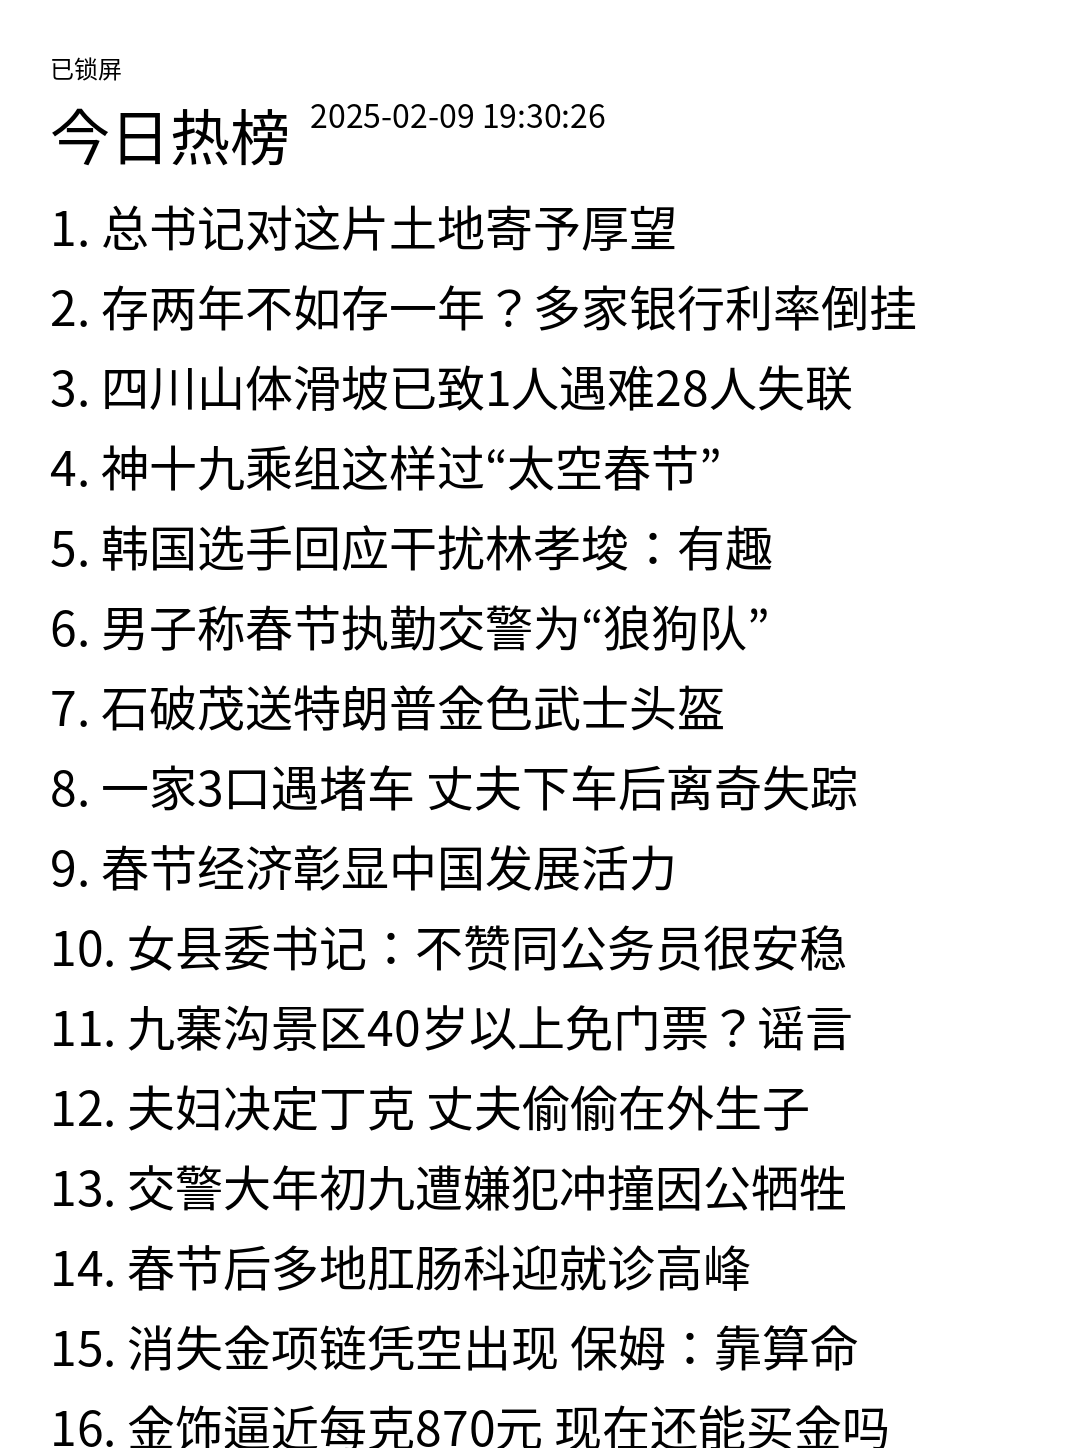 已锁屏
今日热榜 2025-02-09 19:30:26
1. 总书记对这片土地寄予厚望
2. 存两年不如存一年？多家银行利率倒挂
3. 四川山体滑坡已致1人遇难28人失联
4. 神十九乘组这样过“太空春节”
5. 韩国选手回应干扰林孝埈：有趣
6. 男子称春节执勤交警为“狼狗队”
7. 石破茂送特朗普金色武士头盔
8. 一家3口遇堵车 丈夫下车后离奇失踪
9. 春节经济彰显中国发展活力
10. 女县委书记：不赞同公务员很安稳
11. 九寨沟景区40岁以上免门票？谣言
12. 夫妇决定丁克 丈夫偷偷在外生子
13. 交警大年初九遭嫌犯冲撞因公牺牲
14. 春节后多地肛肠科迎就诊高峰
15. 消失金项链凭空出现 保姆：靠算命
16. 金饰逼近每克870元 现在还能买金吗